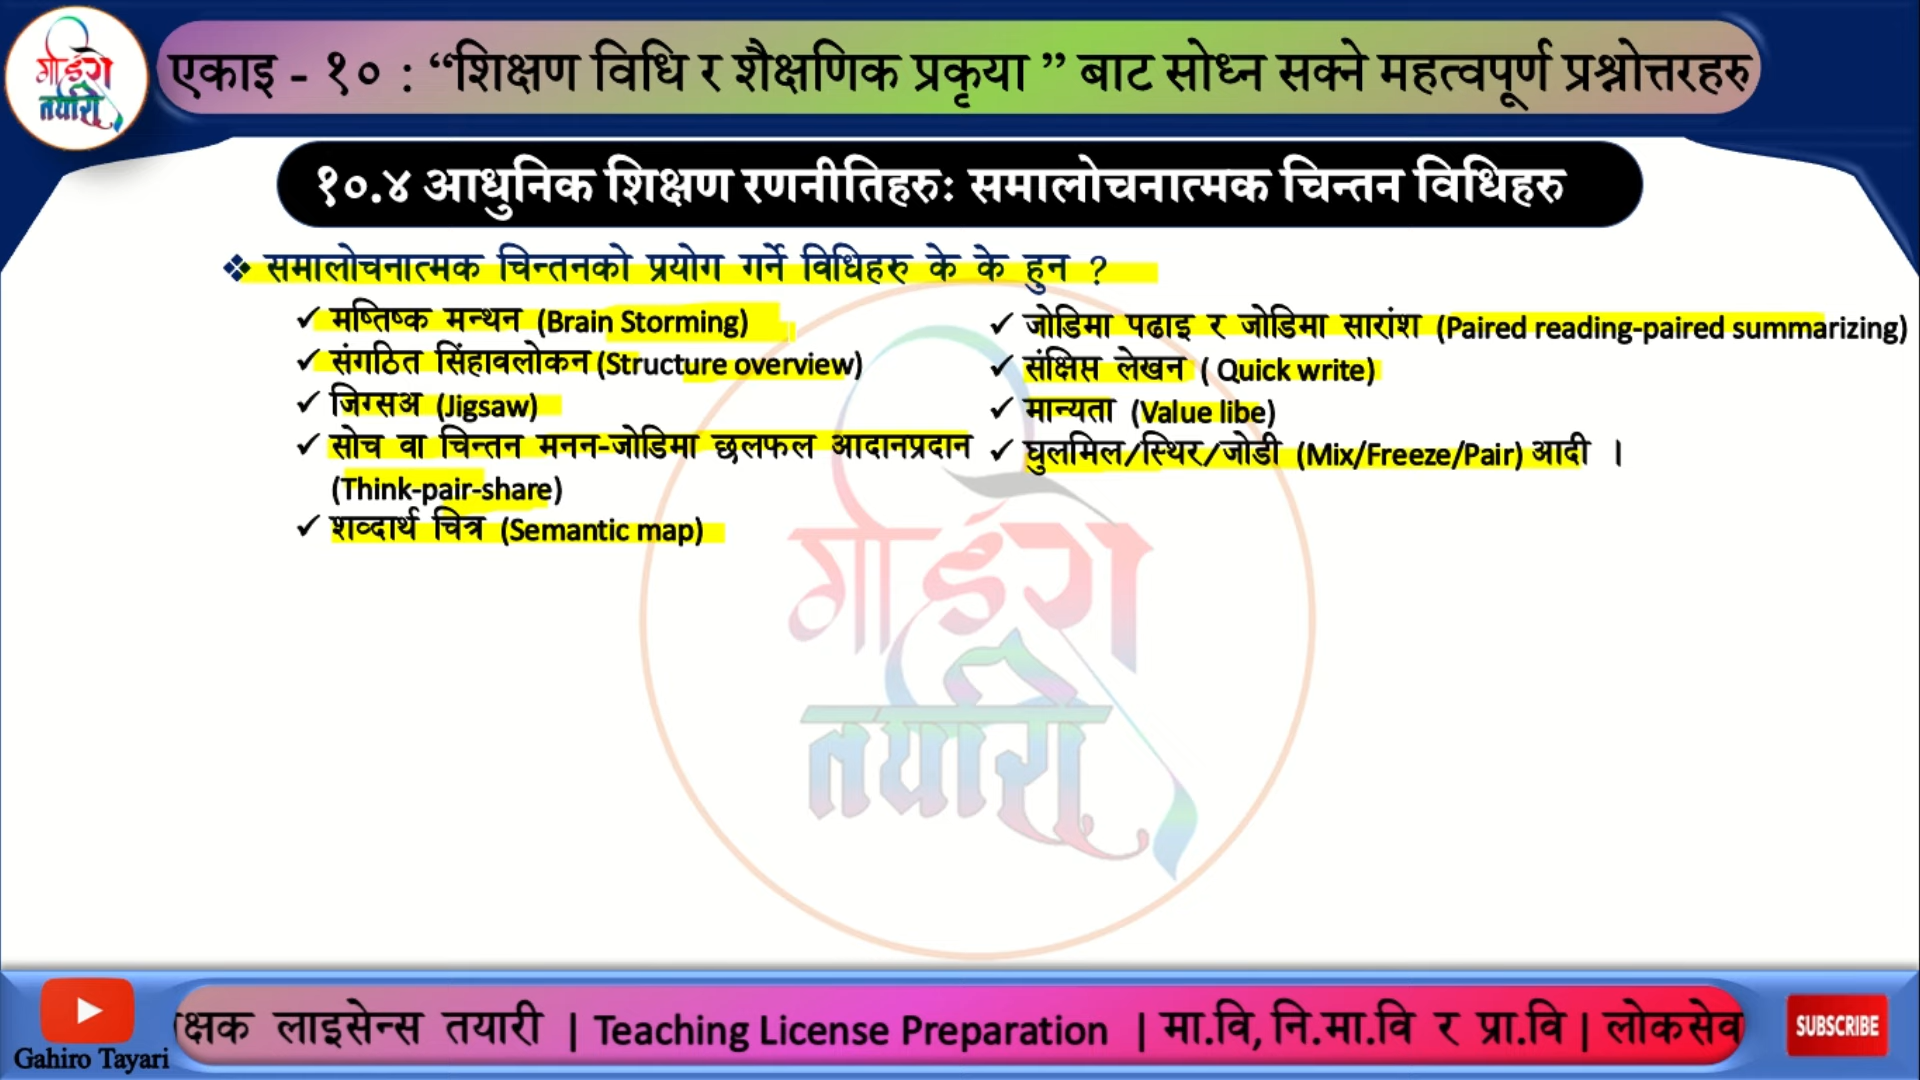 गहिरो
तयारी
एकाइ - १० : “शिक्षण विधि र शैक्षणिक प्रकृया ” बाट सोध्न सक्ने महत्वपूर्ण प्रश्नोत्तरहरु
१०.४ आधुनिक शिक्षण रणनीतिहरुः समालोचनात्मक चिन्तन विधिहरु
❖ समालोचनात्मक चिन्तनको प्रयोग गर्ने विधिहरु के के हुन ?
✓ मष्तिष्क मन्थन (Brain Storming)
✓ संगठित सिंहावलोकन (Structure overview)
✓ जिग्सअ (Jigsaw)
✓ सोच वा चिन्तन मनन-जोडिमा छलफल आदानप्रदान
(Think-pair-share)
✓ शव्दार्थ चित्र (Semantic map)
✓ जोडिमा पढाइ र जोडिमा सारांश (Paired reading-paired summarizing)
✓ संक्षिप्त लेखन ( Quick write)
✓ मान्यता (Value libe)
✓ घुलमिल/स्थिर/जोडी (Mix/Freeze/Pair) आदी ।
गहिरो
तयारी
Gahiro Tayari
क्षक लाइसेन्स तयारी | Teaching License Preparation | मा.वि, नि.मा.वि र प्रा.वि | लोकसेव
SUBSCRIBE